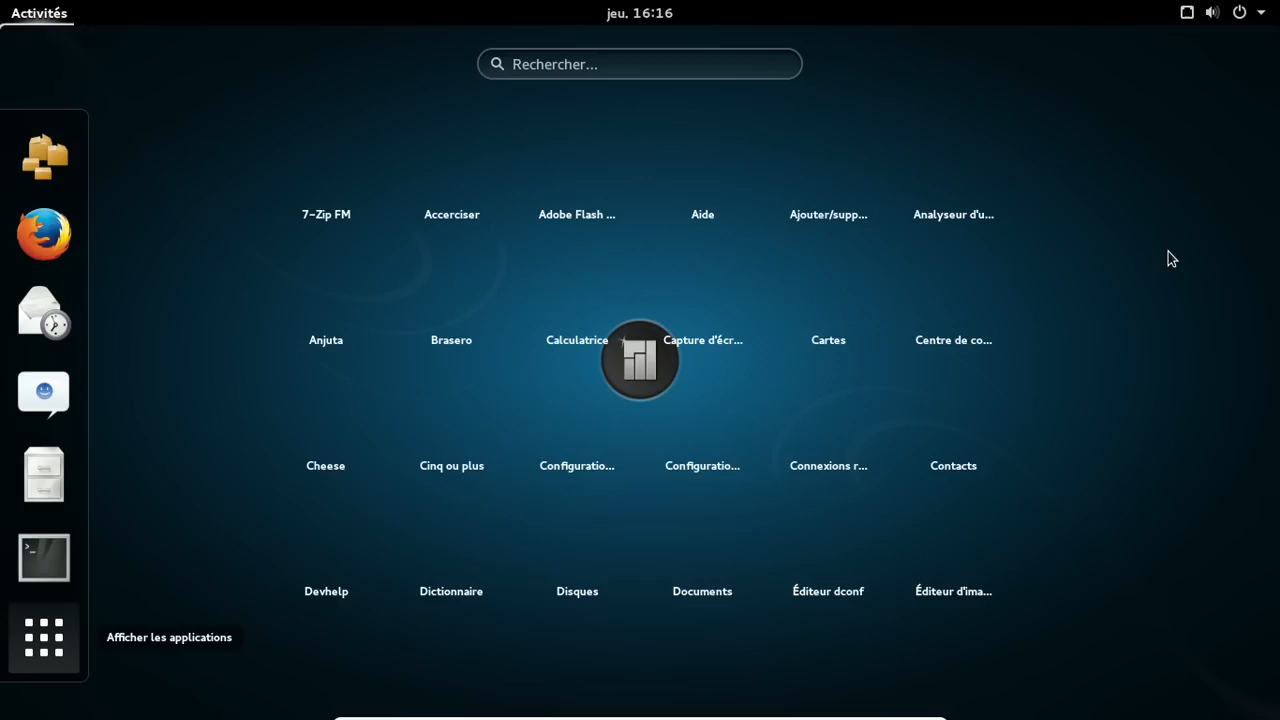 Activités
jeu. 16:16
Rechercher...
7-Zip FM
Accerciser
Adobe Flash ...
Aide
Ajouter/supp...
Analyseur d'u...
Anjuta
Brasero
Calculatrice
Capture d'écr...
Cartes
Centre de co...
Cheese
Cinq ou plus
Configuratio...
Configuratio...
Connexions r...
Contacts
Devhelp
Dictionnaire
Disques
Documents
Éditeur dconf
Éditeur d'ima...
Afficher les applications